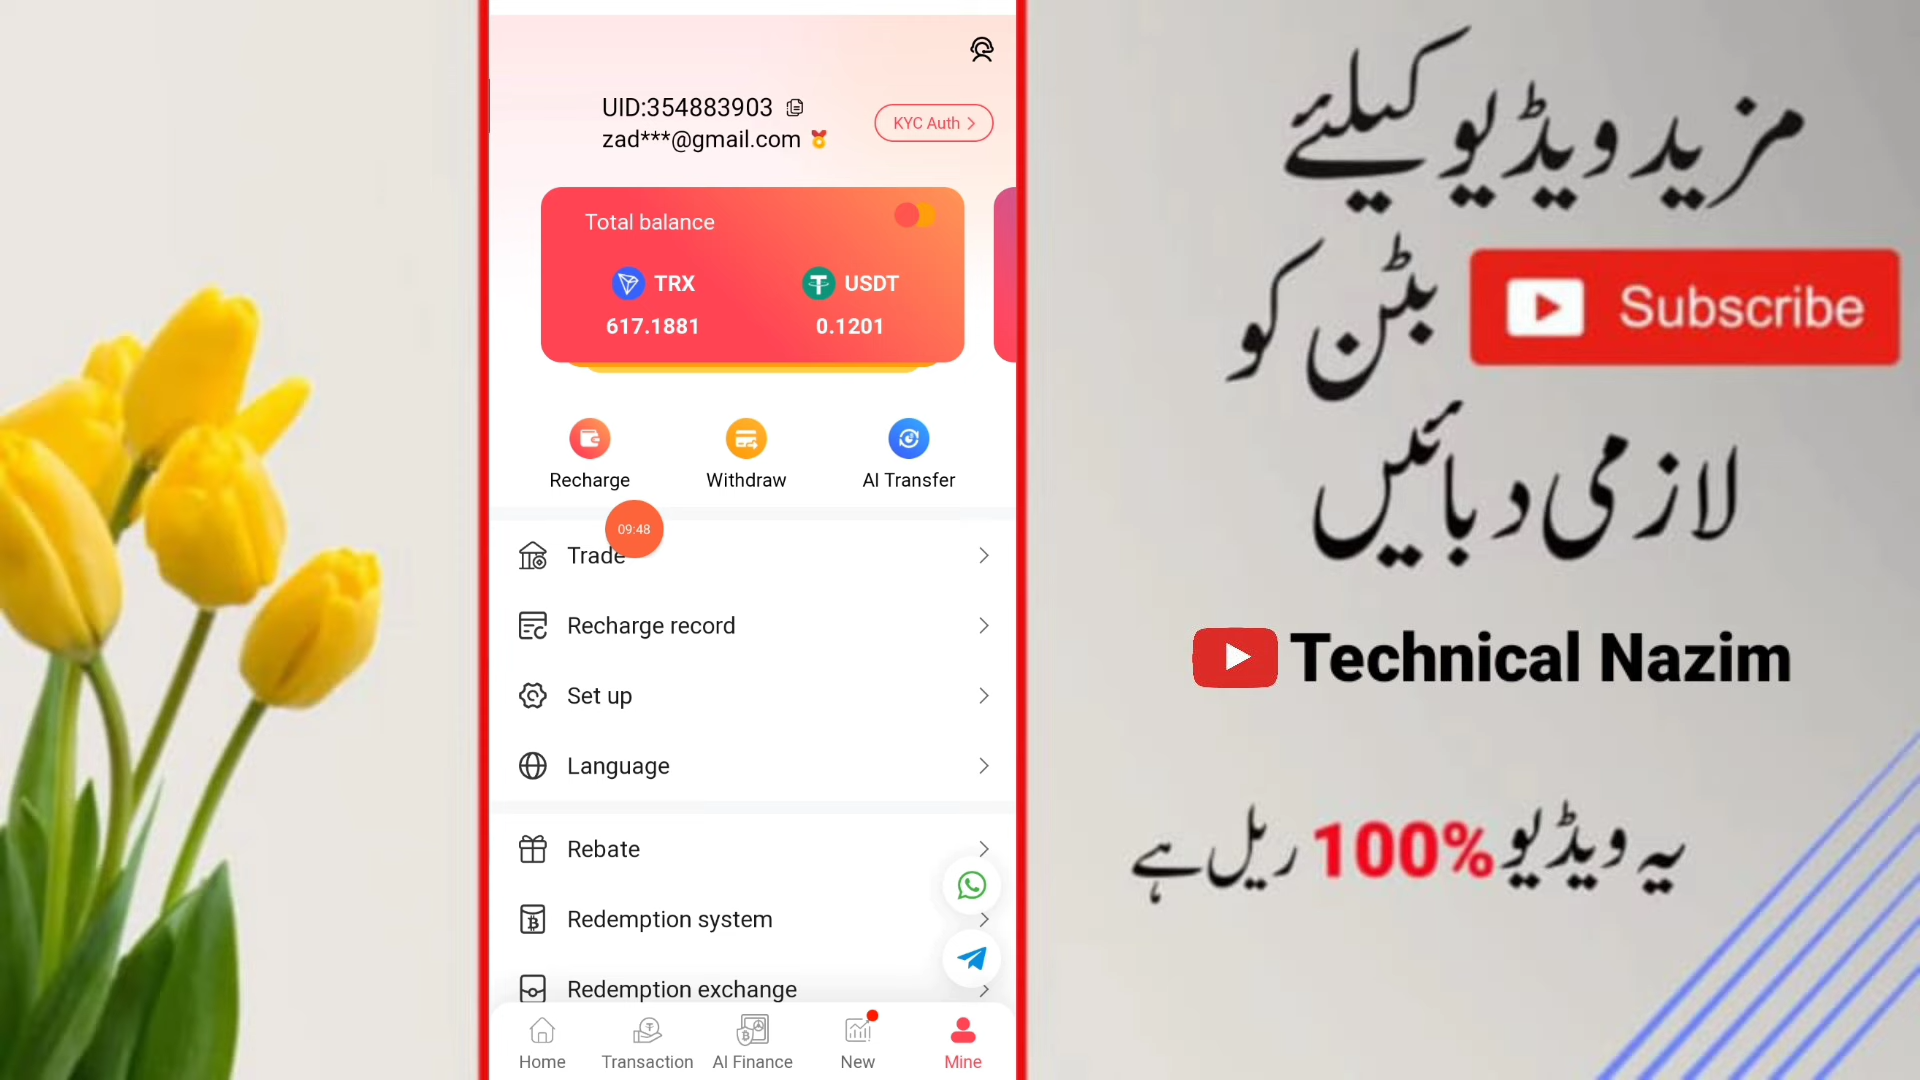 UID:354883903
zad***@gmail.com
KYC Auth
Total balance
TRX
USDT
617.1881
0.1201
Recharge
Withdraw
AI Transfer
09:48
Trade
Recharge record
Set up
Language
Rebate
Redemption system
Redemption exchange
Home
Transaction
AI Finance
New
Mine
مزید ویڈیو کیلئے
Subscribe بٹن کو
لازمی دبائیں
Technical Nazim
یہ ویڈیو 100% ریل ہے